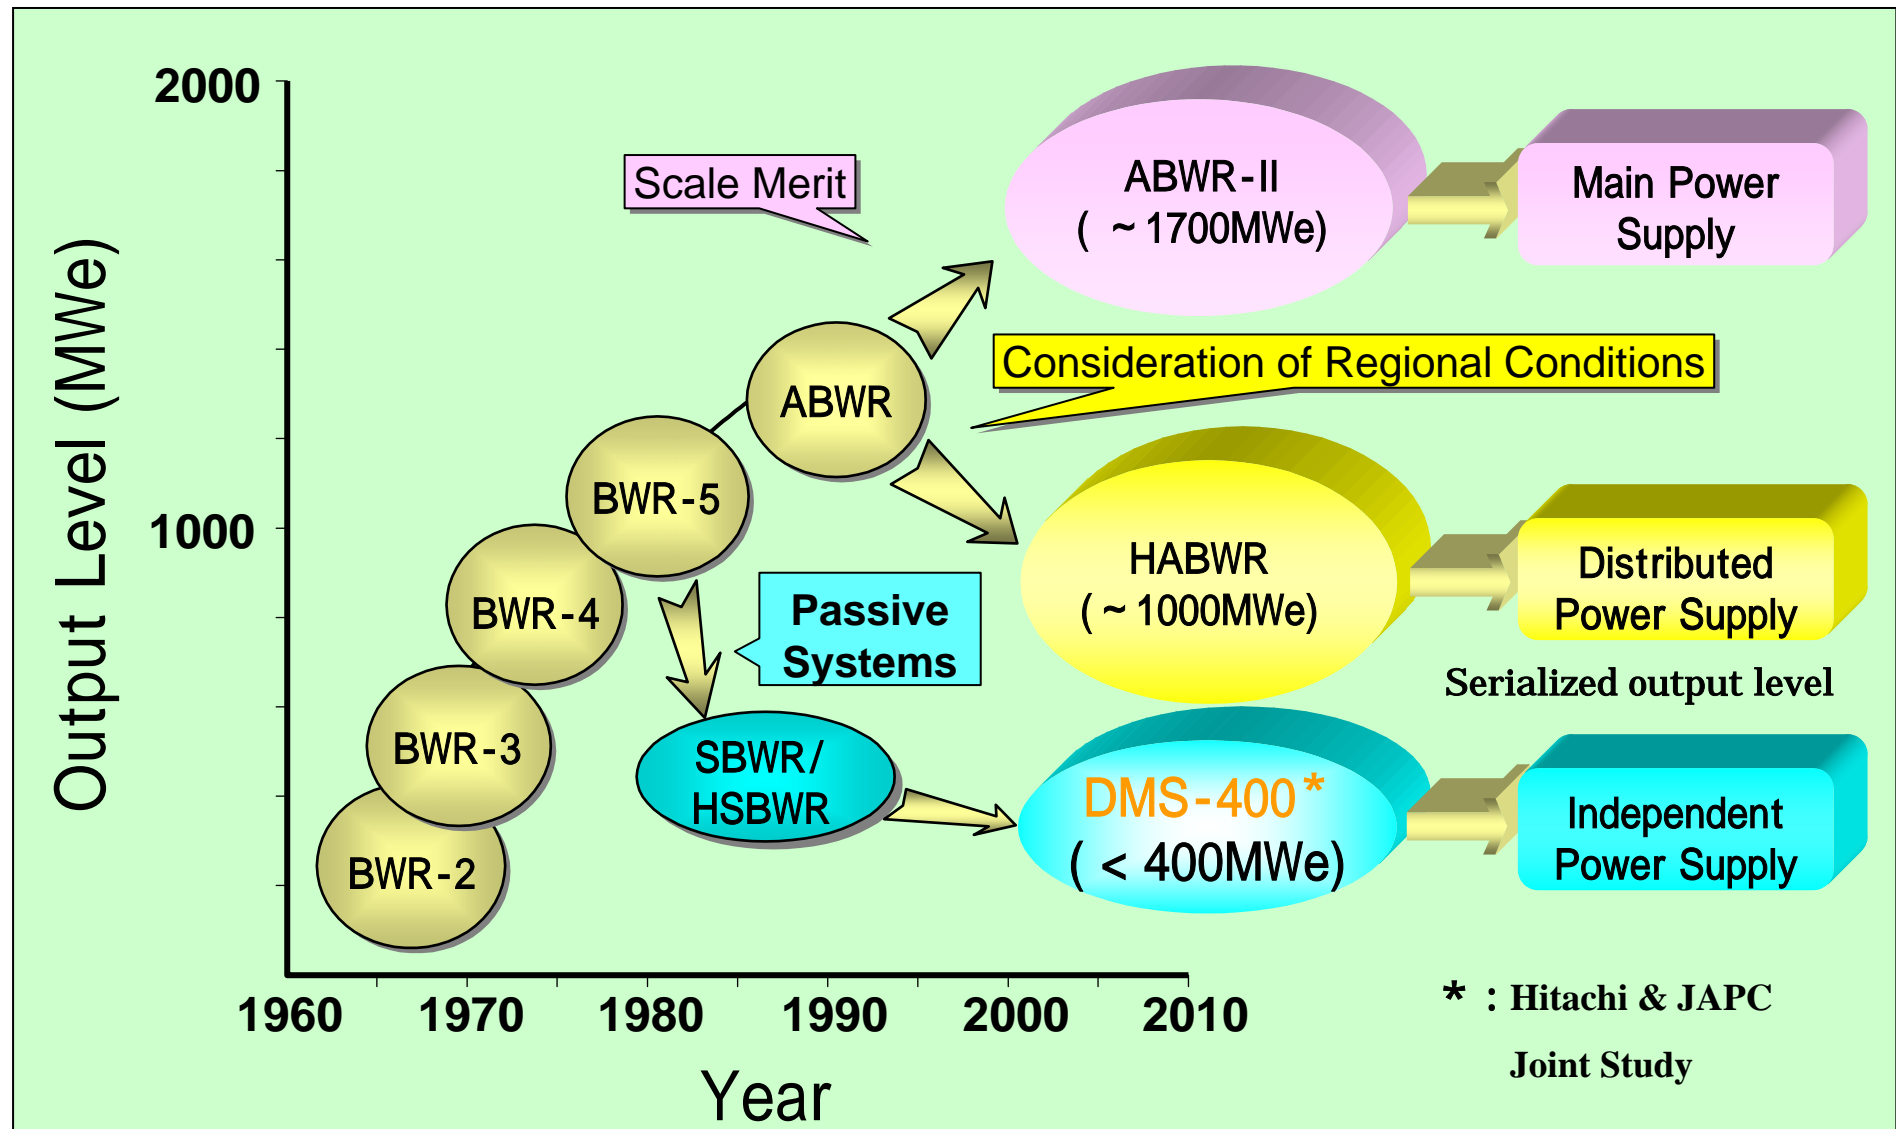 2000
Scale Merit
ABWR-II
( ~1700MWe)
Main Power
Supply
Output Level (MWe)
Consideration of Regional Conditions
ABWR
BWR-5
1000
HABWR
(~1000MWe)
Distributed
Power Supply
BWR-4
Passive
Systems
Serialized output level
BWR-3
SBWR/
HSBWR
DMS-400*
( < 400MWe)
Independent
Power Supply
BWR-2
1960 1970 1980 1990 2000 2010
Year
* : Hitachi & JAPC
Joint Study